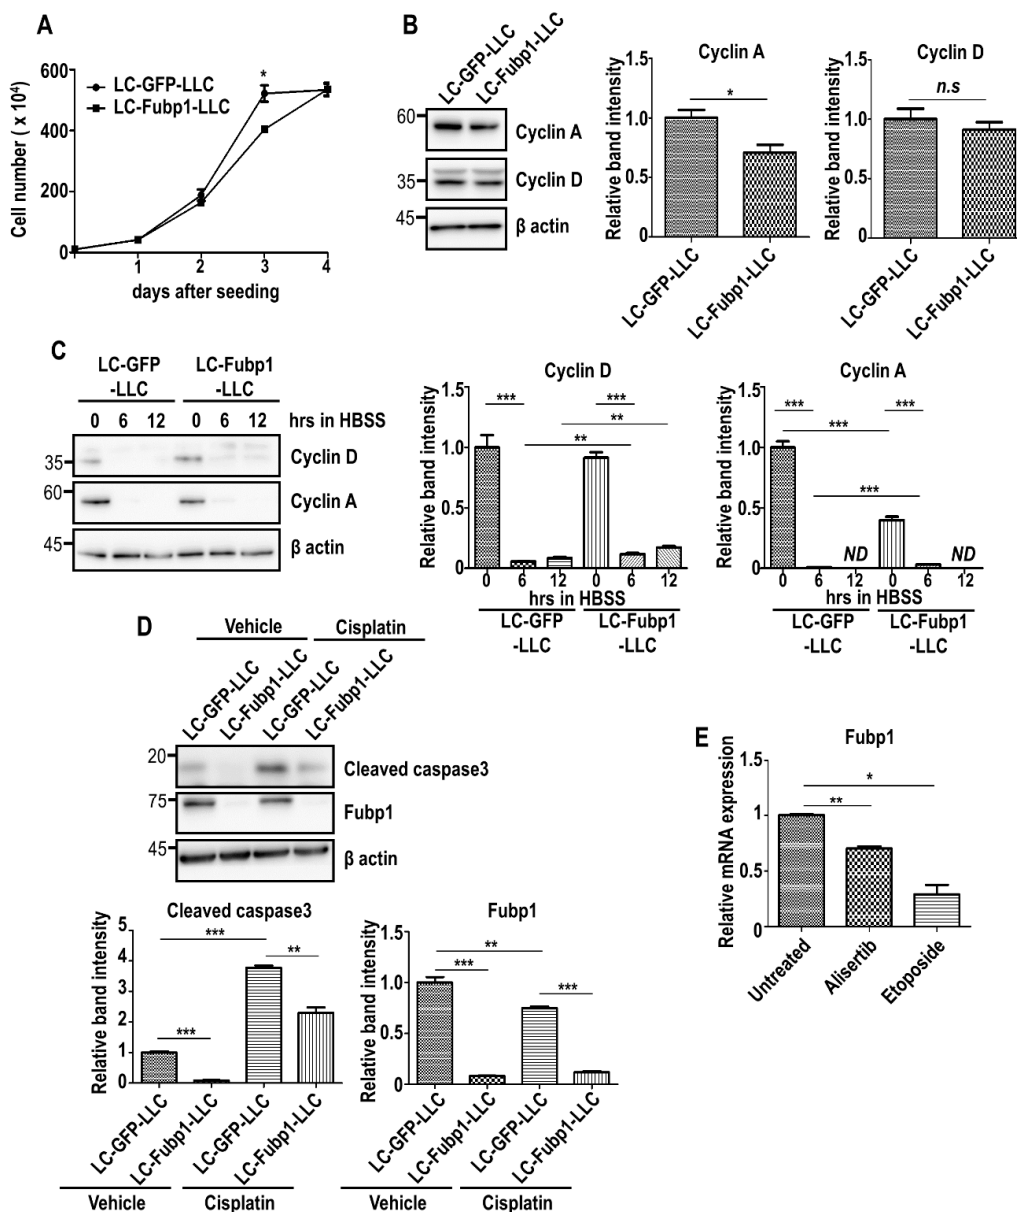 A
600
400
200
0
Cell number ( x 10⁴)
LC-GFP-LLC
LC-Fubp1-LLC
*
1 2 3 4
days after seeding
B
LC-GFP-LLC
LC-Fubp1-LLC
60
Cyclin A
35
Cyclin D
45
β actin
Cyclin A
Relative band intensity
1.5
1.0
0.5
0
*
LC-GFP-LLC
LC-Fubp1-LLC
Cyclin D
Relative band intensity
1.5
1.0
0.5
0
n.s
LC-GFP-LLC
LC-Fubp1-LLC
C
LC-GFP
-LLC
LC-Fubp1
-LLC
0 6 12 0 6 12 hrs in HBSS
35
Cyclin D
60
Cyclin A
45
β actin
Cyclin D
Relative band intensity
1.5
1.0
0.5
0
*** ***
**
**
0 6 12 0 6 12
hrs in HBSS
LC-GFP
-LLC
LC-Fubp1
-LLC
Cyclin A
Relative band intensity
1.5
1.0
0.5
0
*** ***
***
***
ND ND
0 6 12 0 6 12
hrs in HBSS
LC-GFP
-LLC
LC-Fubp1
-LLC
D
Vehicle Cisplatin
LC-GFP-LLC
LC-Fubp1-LLC
LC-GFP-LLC
LC-Fubp1-LLC
20
Cleaved caspase3
75
Fubp1
45
β actin
Cleaved caspase3
Relative band intensity
5
4
3
2
1
0
***
**
***
LC-GFP-LLC
LC-Fubp1-LLC
LC-GFP-LLC
LC-Fubp1-LLC
Vehicle Cisplatin
Fubp1
Relative band intensity
1.5
1.0
0.5
0
**
***
***
LC-GFP-LLC
LC-Fubp1-LLC
LC-GFP-LLC
LC-Fubp1-LLC
Vehicle Cisplatin
E
Fubp1
Relative mRNA expression
1.5
1
0.5
0
*
**
Untreated
Alisertib
Etoposide